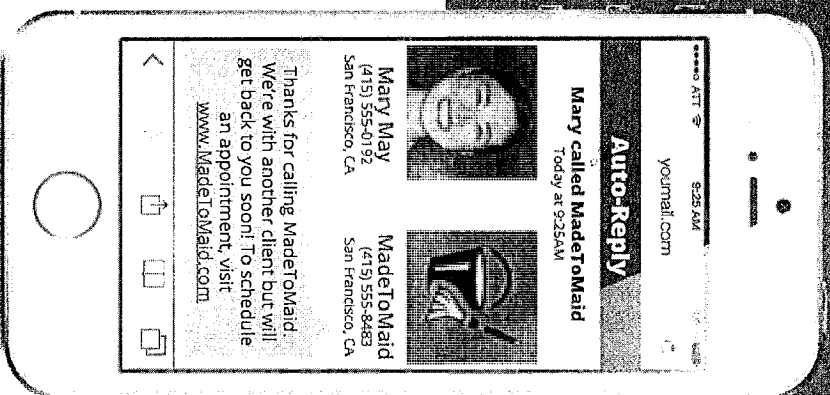 ATT 9:25 AM
youmail.com
Auto-Reply
Mary called MadeToMaid
Today at 9:25AM
Mary May
(415) 555-0192
San Francisco, CA
MadeToMaid
(415) 555-8483
San Francisco, CA
Thanks for calling MadeToMaid.
We're with another client but will
get back to you soon! To schedule
an appointment, visit
www.MadeToMaid.com